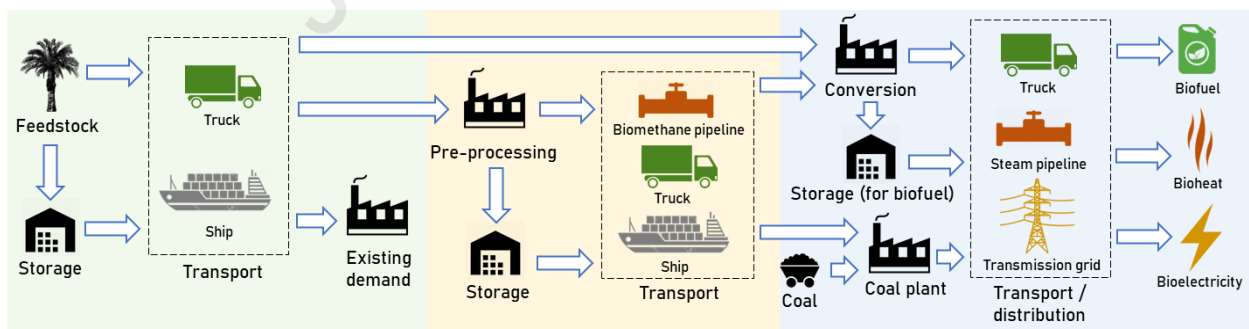 Feedstock
Storage
Truck
Ship
Transport
Existing
demand
Pre-processing
Storage
Biomethane pipeline
Truck
Ship
Transport
Conversion
Storage (for biofuel)
Coal
Coal plant
Truck
Steam pipeline
Transmission grid
Transport /
distribution
Biofuel
Bioheat
Bioelectricity